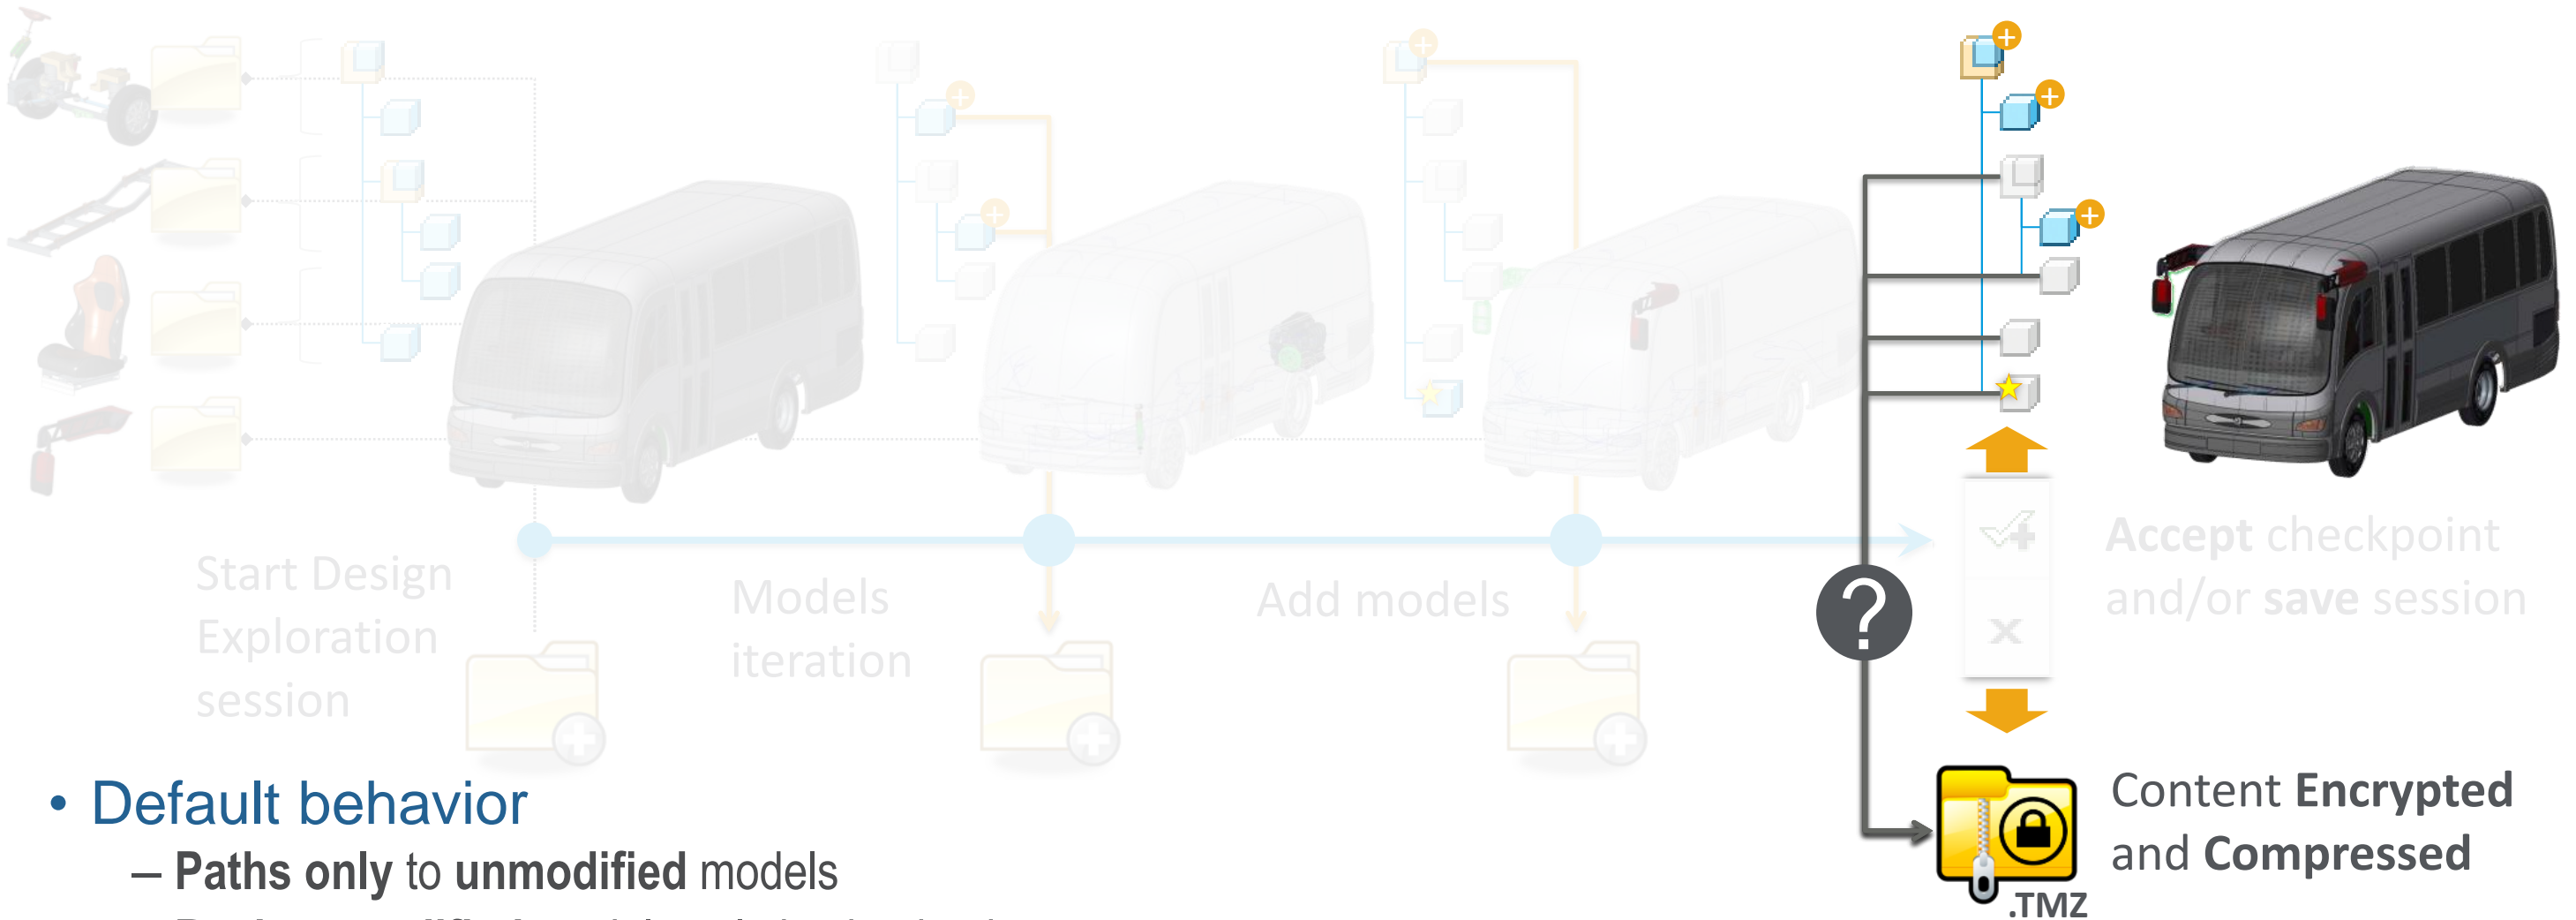 Start Design
Exploration
session
Models
iteration
Add models
Accept checkpoint
and/or save session
Content Encrypted
and Compressed
.TMZ
• Default behavior
– Paths only to unmodified models